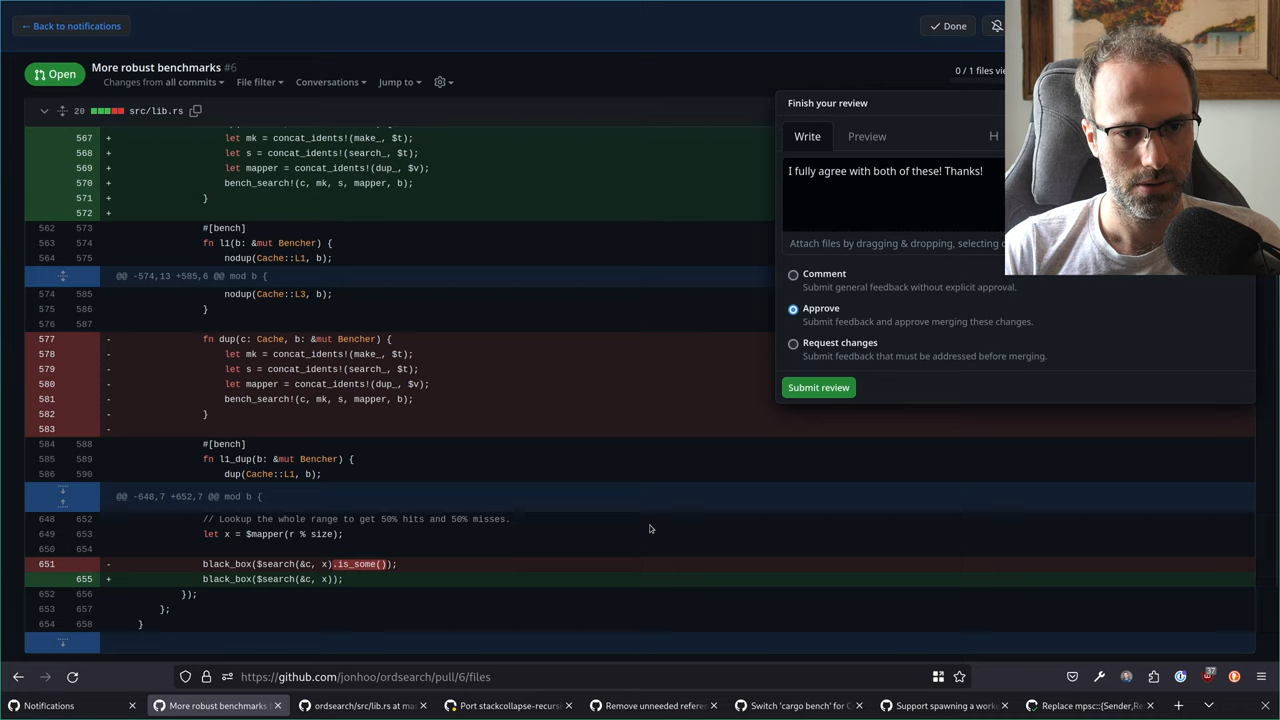 ← Back to notifications
Done
Open
More robust benchmarks #6
Changes from all commits
File filter
Conversations
Jump to
0 / 1 files vie
20
src/lib.rs
Finish your review
Write
Preview
H
I fully agree with both of these! Thanks!
Attach files by dragging & dropping, selecting o
Comment
Submit general feedback without explicit approval.
Approve
Submit feedback and approve merging these changes.
Request changes
Submit feedback that must be addressed before merging.
Submit review
567 + let mk = concat_idents!(make_, $t);
568 + let s = concat_idents!(search_, $t);
569 + let mapper = concat_idents!(dup_, $v);
570 + bench_search!(c, mk, s, mapper, b);
571 + }
572 +
562 573 #[bench]
563 574 fn l1(b: &mut Bencher) {
564 575 nodup(Cache::L1, b);
@@ -574,13 +585,6 @@ mod b {
574 585 nodup(Cache::L3, b);
575 586 }
576 587
577 - fn dup(c: Cache, b: &mut Bencher) {
578 - let mk = concat_idents!(make_, $t);
579 - let s = concat_idents!(search_, $t);
580 - let mapper = concat_idents!(dup_, $v);
581 - bench_search!(c, mk, s, mapper, b);
582 - }
583 -
584 588 #[bench]
585 589 fn l1_dup(b: &mut Bencher) {
586 590 dup(Cache::L1, b);
@@ -648,7 +652,7 @@ mod b {
648 652 // Lookup the whole range to get 50% hits and 50% misses.
649 653 let x = $mapper(r % size);
650 654
651 - black_box($search(&c, x).is_some());
655 + black_box($search(&c, x));
652 656 });
653 657 };
654 658 }
https://github.com/jonhoo/ordsearch/pull/6/files
37
Notifications
More robust benchmarks
ordsearch/src/lib.rs at mas
Port stackcollapse-recurs
Remove unneeded refere
Switch 'cargo bench' for C
Support spawning a worke
Replace mpsc::{Sender,Re